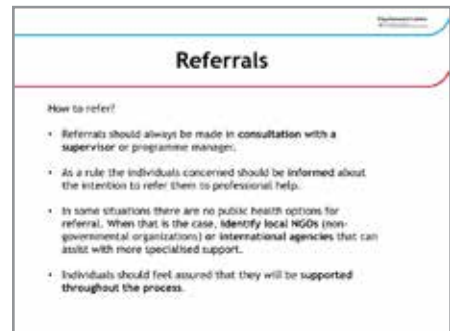 Referrals
How to refer?
• Referrals should always be made in consultation with a
supervisor or programme manager.
• As a rule the individuals concerned should be informed about
the intention to refer them to professional help.
• In some situations there are no public health options for
referral. When that is the case, identify local NGOs (non-
governmental organizations) or international agencies that can
assist with more specialised support.
• Individuals should feel assured that they will be supported
throughout the process.